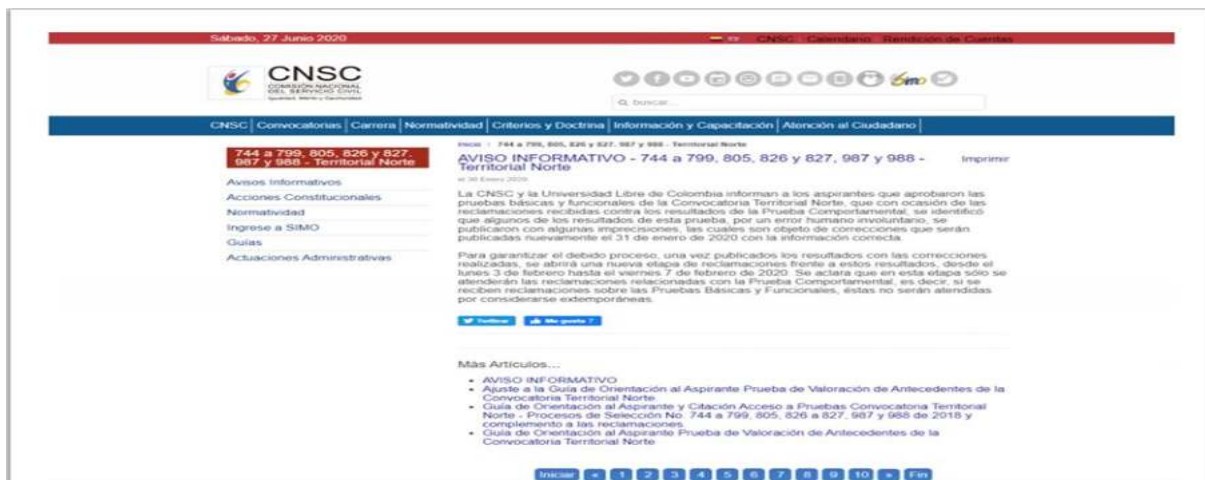 Sábado, 27 Junio 2020
CNSC Calendario Rendición de Cuentas
CNSC
COMISIÓN NACIONAL
DEL SERVICIO CIVIL
Igualdad, Mérito y Oportunidad
simo
buscar...
CNSC Convocatorias Carrera Normatividad Criterios y Doctrina Información y Capacitación Atención al Ciudadano
744 a 799, 805, 826 y 827,
987 y 988 - Territorial Norte
Avisos Informativos
Acciones Constitucionales
Normatividad
Ingrese a SIMO
Guías
Actuaciones Administrativas
Inicio 744 a 799, 805, 826 y 827, 987 y 988 - Territorial Norte
AVISO INFORMATIVO - 744 a 799, 805, 826 y 827, 987 y 988 -
Territorial Norte
Imprimir
el 30 Enero 2020
La CNSC y la Universidad Libre de Colombia informan a los aspirantes que aprobaron las
pruebas básicas y funcionales de la Convocatoria Territorial Norte, que con ocasión de las
reclamaciones recibidas contra los resultados de la Prueba Comportamental, se identificó
que algunos de los resultados de esta prueba, por un error humano involuntario, se
publicaron con algunas imprecisiones, las cuales son objeto de correcciones que serán
publicadas nuevamente el 31 de enero de 2020 con la información correcta.
Para garantizar el debido proceso, una vez publicados los resultados con las correcciones
realizadas, se abrirá una nueva etapa de reclamaciones frente a estos resultados, desde el
lunes 3 de febrero hasta el viernes 7 de febrero de 2020. Se aclara que en esta etapa sólo se
atenderán las reclamaciones relacionadas con la Prueba Comportamental, es decir, si se
reciben reclamaciones sobre las Pruebas Básicas y Funcionales, éstas no serán atendidas
por considerarse extemporáneas.
Twittear Me gusta 7
Más Artículos...
• AVISO INFORMATIVO
• Ajuste a la Guía de Orientación al Aspirante Prueba de Valoración de Antecedentes de la
Convocatoria Territorial Norte
• Guía de Orientación al Aspirante y Citación Acceso a Pruebas Convocatoria Territorial
Norte - Procesos de Selección No. 744 a 799, 805, 826 a 827, 987 y 988 de 2018 y
complemento a las reclamaciones.
• Guía de Orientación al Aspirante Prueba de Valoración de Antecedentes de la
Convocatoria Territorial Norte
Iniciar « 1 2 3 4 5 6 7 8 9 10 » Fin